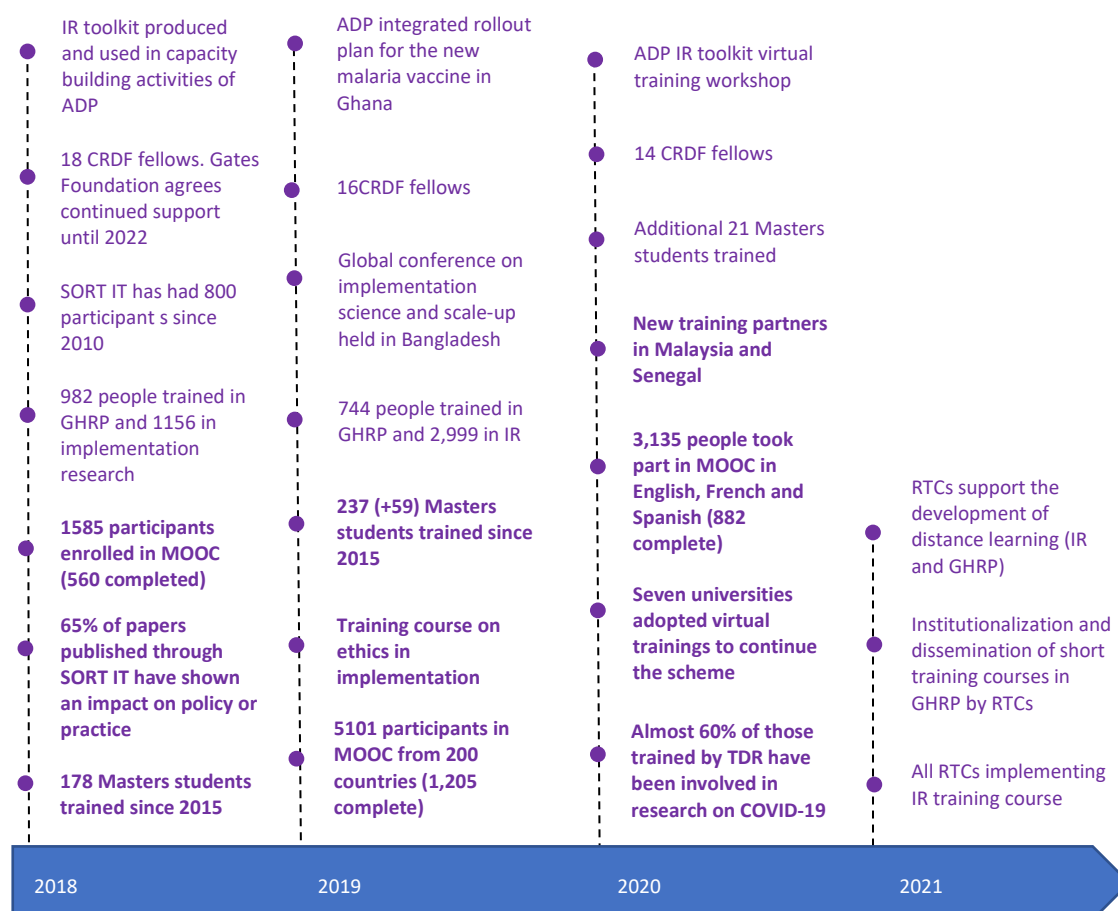 IR toolkit produced
and used in capacity
building activities of
ADP
18 CRDF fellows. Gates
Foundation agrees
continued support
until 2022
SORT IT has had 800
participant s since
2010
982 people trained in
GHRP and 1156 in
implementation
research
1585 participants
enrolled in MOOC
(560 completed)
65% of papers
published through
SORT IT have shown
an impact on policy or
practice
178 Masters students
trained since 2015
ADP integrated rollout
plan for the new
malaria vaccine in
Ghana
16CRDF fellows
Global conference on
implementation
science and scale-up
held in Bangladesh
744 people trained in
GHRP and 2,999 in IR
237 (+59) Masters
students trained since
2015
Training course on
ethics in
implementation
5101 participants in
MOOC from 200
countries (1,205
complete)
ADP IR toolkit virtual
training workshop
14 CRDF fellows
Additional 21 Masters
students trained
New training partners
in Malaysia and
Senegal
3,135 people took
part in MOOC in
English, French and
Spanish (882
complete)
Seven universities
adopted virtual
trainings to continue
the scheme
Almost 60% of those
trained by TDR have
been involved in
research on COVID-19
RTCs support the
development of
distance learning (IR
and GHRP)
Institutionalization and
dissemination of short
training courses in
GHRP by RTCs
All RTCs implementing
IR training course
2018
2019
2020
2021